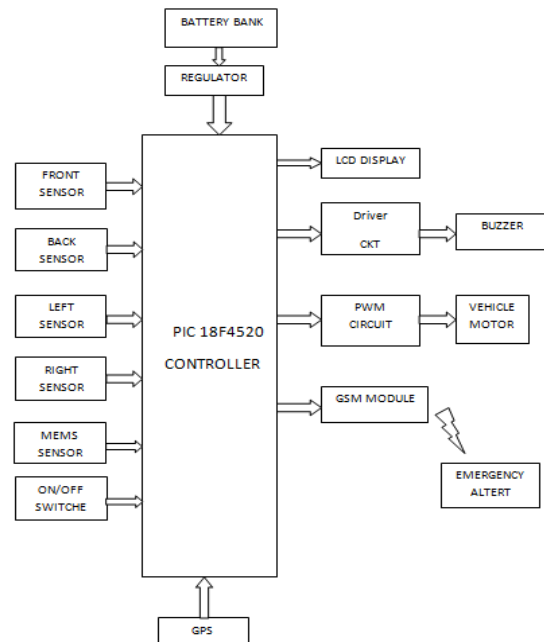 BATTERY BANK
REGULATOR
FRONT
SENSOR
BACK
SENSOR
LEFT
SENSOR
RIGHT
SENSOR
MEMS
SENSOR
ON/OFF
SWITCHE
PIC 18F4520
CONTROLLER
LCD DISPLAY
Driver
CKT
BUZZER
PWM
CIRCUIT
VEHICLE
MOTOR
GSM MODULE
EMERGENCY
ALTERT
GPS